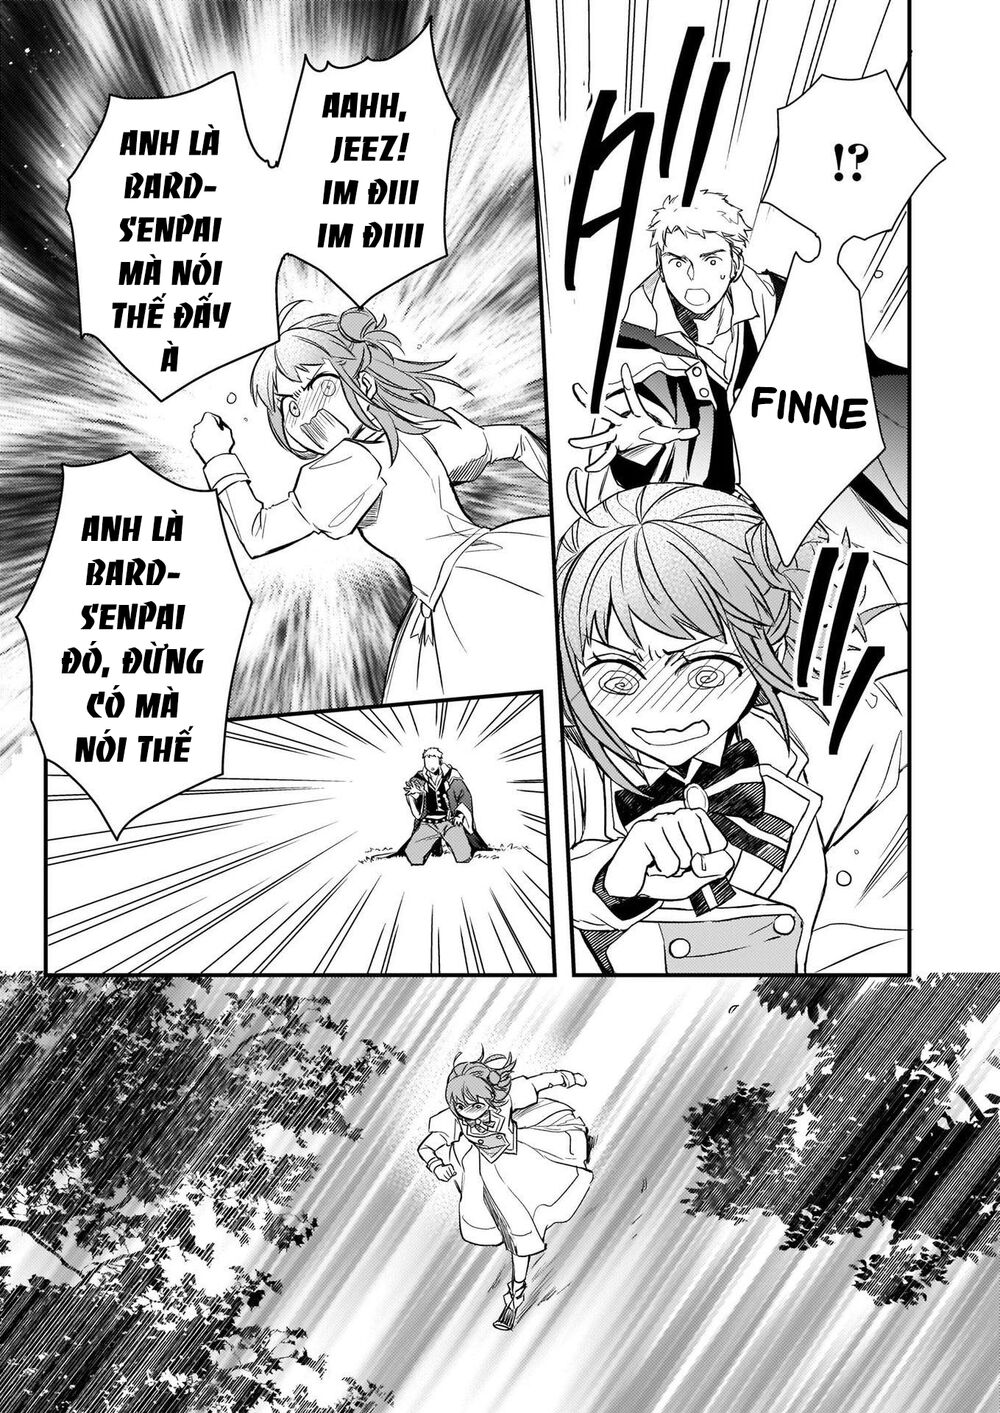 !?
FINNE
AAHH,
JEEZ!
IM ĐIII
IM ĐIIII
ANH LÀ
BARD-
SENPAI
MÀ NÓI
THẾ ĐẤY
À
ANH LÀ
BARD-
SENPAI
ĐÓ, ĐỪNG
CÓ MÀ
NÓI THẾ